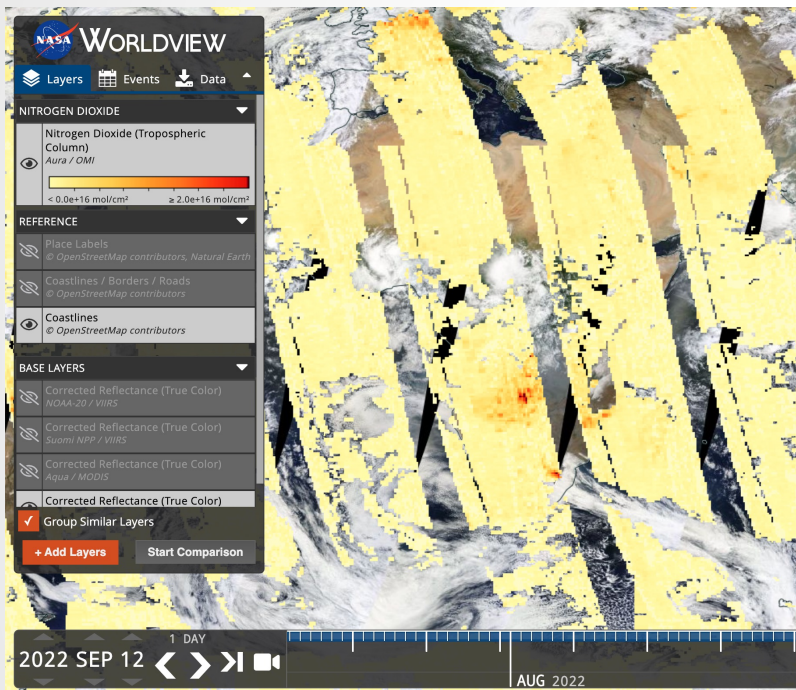 NASA WORLDVIEW
Layers Events Data
NITROGEN DIOXIDE
Nitrogen Dioxide (Tropospheric
Column)
Aura / OMI
< 0.0e+16 mol/cm² ≥ 2.0e+16 mol/cm²
REFERENCE
Place Labels
© OpenStreetMap contributors, Natural Earth
Coastlines / Borders / Roads
© OpenStreetMap contributors
Coastlines
© OpenStreetMap contributors
BASE LAYERS
Corrected Reflectance (True Color)
NOAA-20 / VIIRS
Corrected Reflectance (True Color)
Suomi NPP / VIIRS
Corrected Reflectance (True Color)
Aqua / MODIS
Corrected Reflectance (True Color)
Group Similar Layers
+ Add Layers Start Comparison
1 DAY
2022 SEP 12
AUG 2022